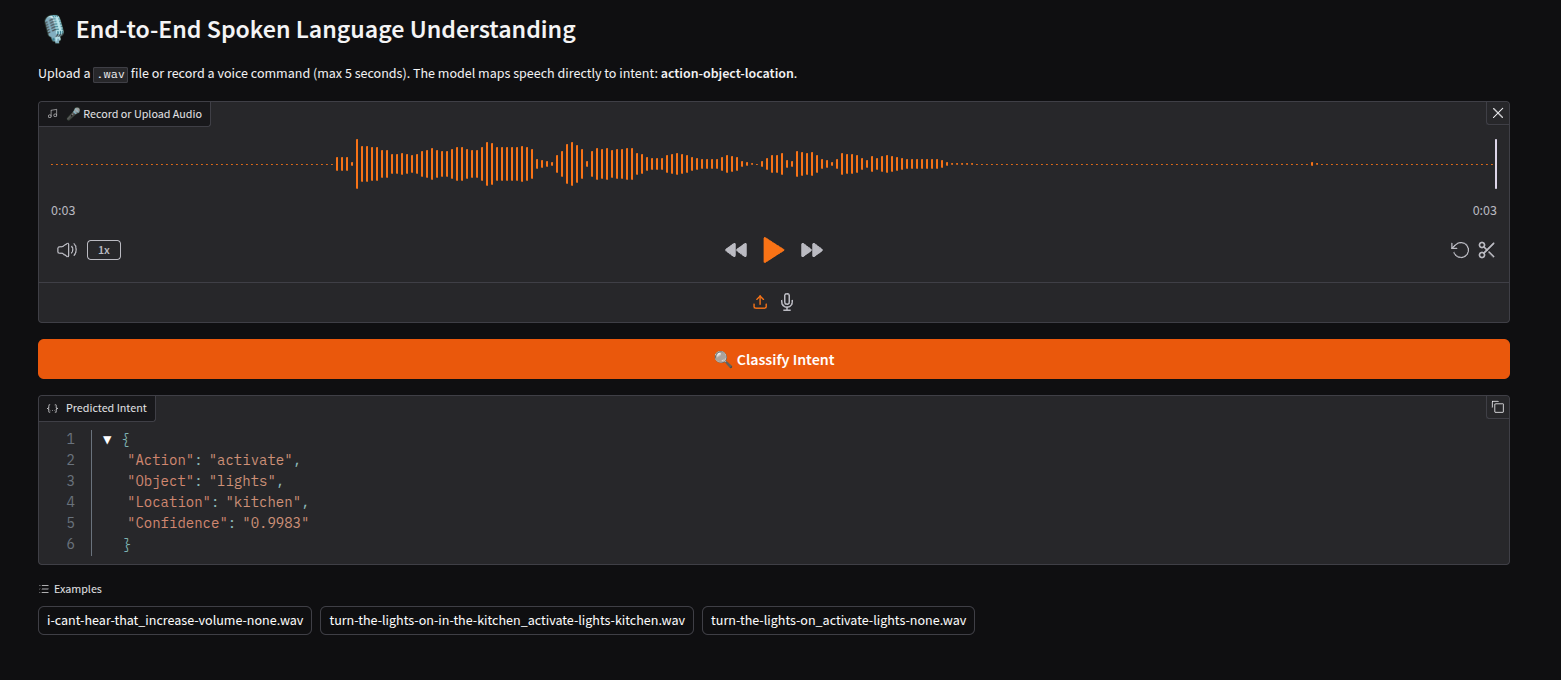 🎙️ End-to-End Spoken Language Understanding
Upload a .wav file or record a voice command (max 5 seconds). The model maps speech directly to intent: action-object-location.
🎤 Record or Upload Audio
0:03 0:03
1x
🔍 Classify Intent
{.} Predicted Intent
1 ▼ {
2 "Action": "activate",
3 "Object": "lights",
4 "Location": "kitchen",
5 "Confidence": "0.9983"
6 }
Examples
i-cant-hear-that_increase-volume-none.wav turn-the-lights-on-in-the-kitchen_activate-lights-kitchen.wav turn-the-lights-on_activate-lights-none.wav